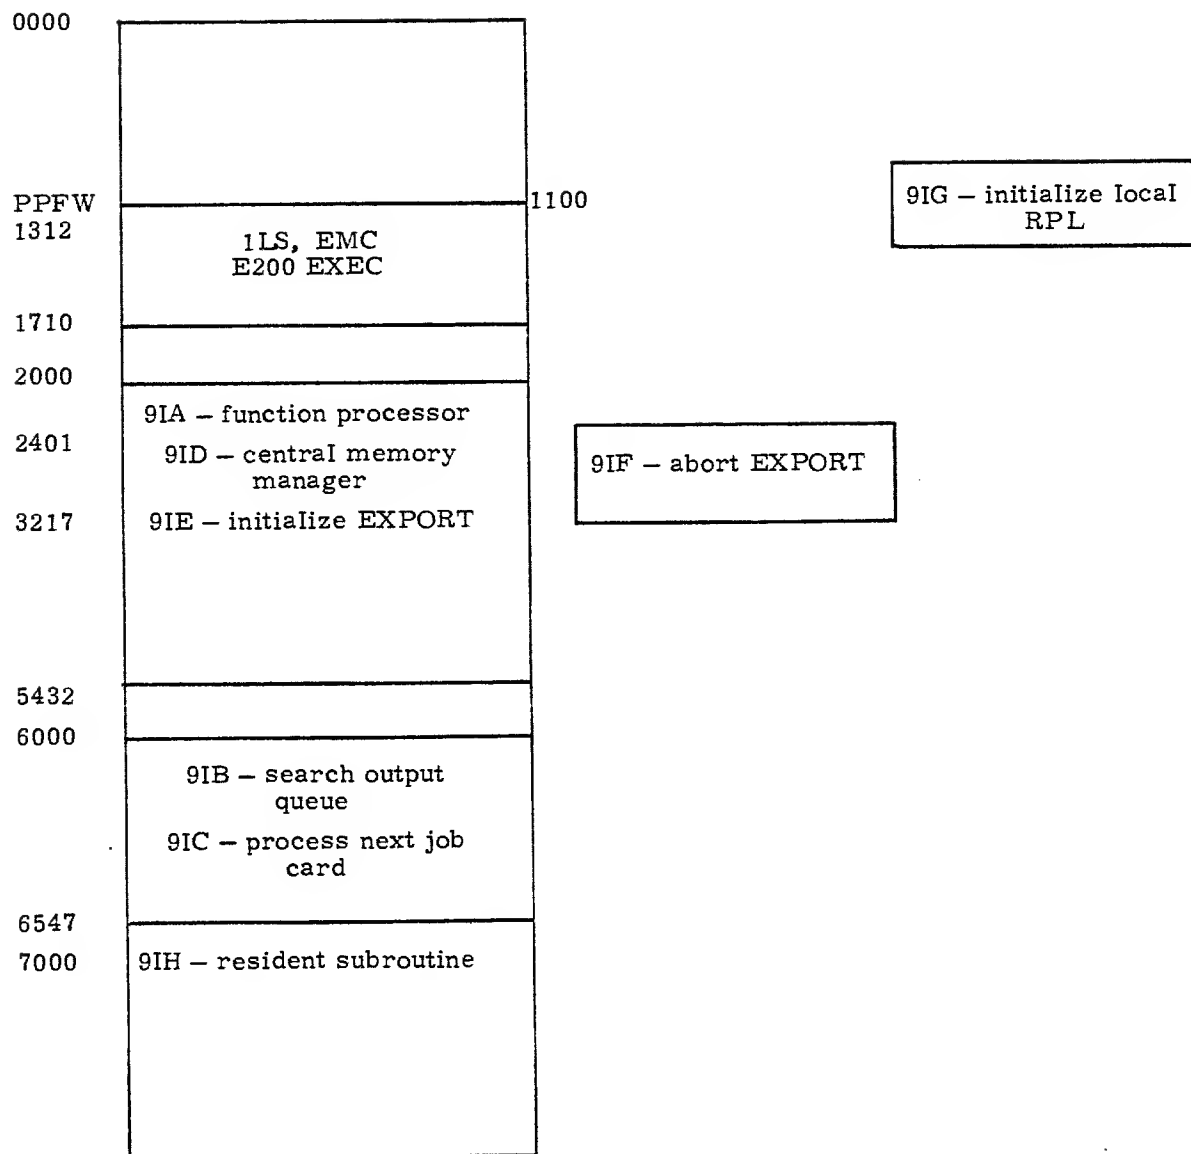 0000
PPFW
1100
9IG – initialize local
RPL
1312
1LS, EMC
E200 EXEC
1710
2000
9IA – function processor
2401
9ID – central memory
manager
9IF – abort EXPORT
3217
9IE – initialize EXPORT
5432
6000
9IB – search output
queue
9IC – process next job
card
6547
7000
9IH – resident subroutine